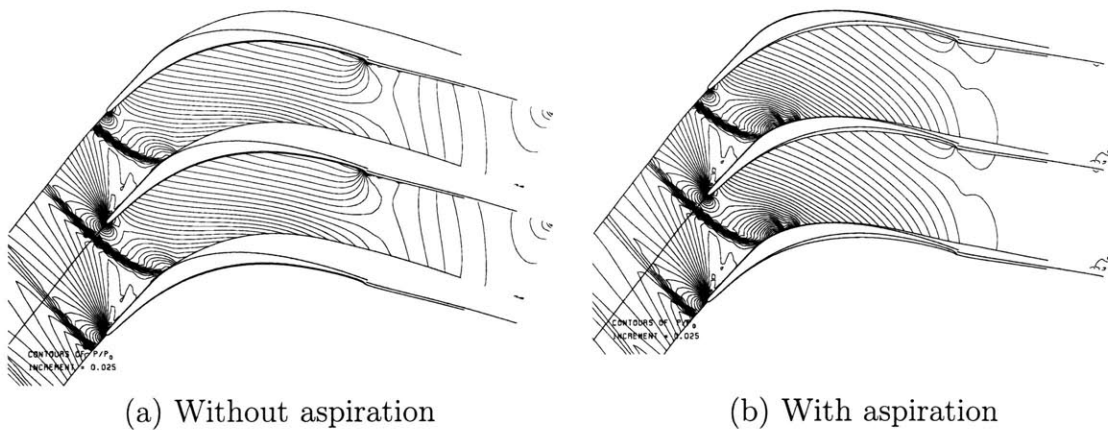 CONTOURS OF P/P₀
INCREMENT = 0.025
CONTOURS OF P/P₀
INCREMENT = 0.025
(a) Without aspiration
(b) With aspiration